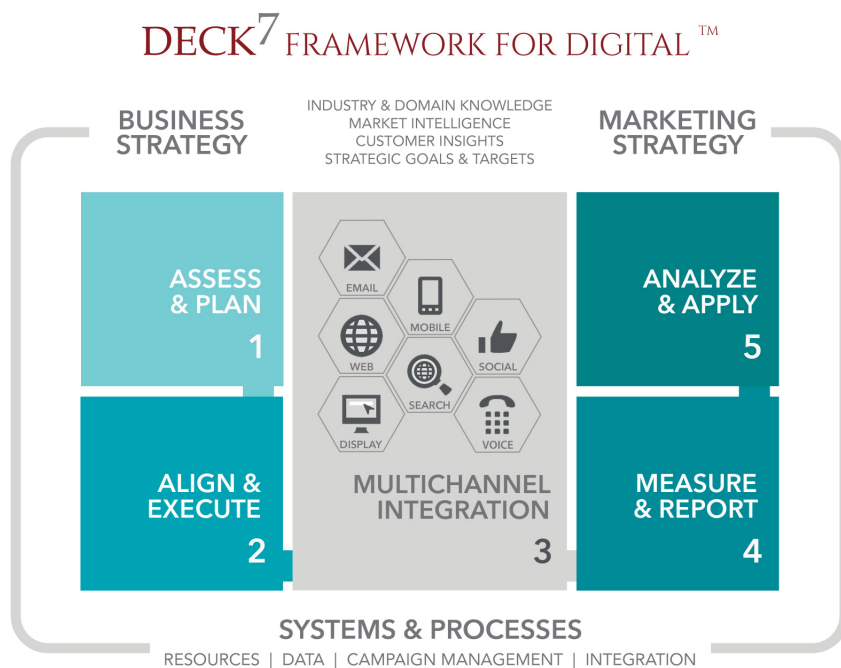 DECK7 FRAMEWORK FOR DIGITAL ™
BUSINESS
STRATEGY
INDUSTRY & DOMAIN KNOWLEDGE
MARKET INTELLIGENCE
CUSTOMER INSIGHTS
STRATEGIC GOALS & TARGETS
MARKETING
STRATEGY
ASSESS
& PLAN
1
ALIGN &
EXECUTE
2
EMAIL
MOBILE
WEB
SOCIAL
SEARCH
DISPLAY
VOICE
MULTICHANNEL
INTEGRATION
3
ANALYZE
& APPLY
5
MEASURE
& REPORT
4
SYSTEMS & PROCESSES
RESOURCES | DATA | CAMPAIGN MANAGEMENT | INTEGRATION